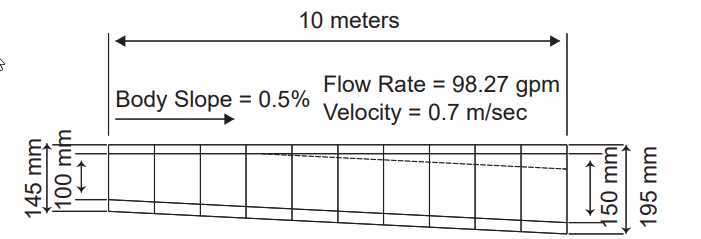 10 meters
Body Slope = 0.5%
Flow Rate = 98.27 gpm
Velocity = 0.7 m/sec
145 mm
100 mm
150 mm
195 mm